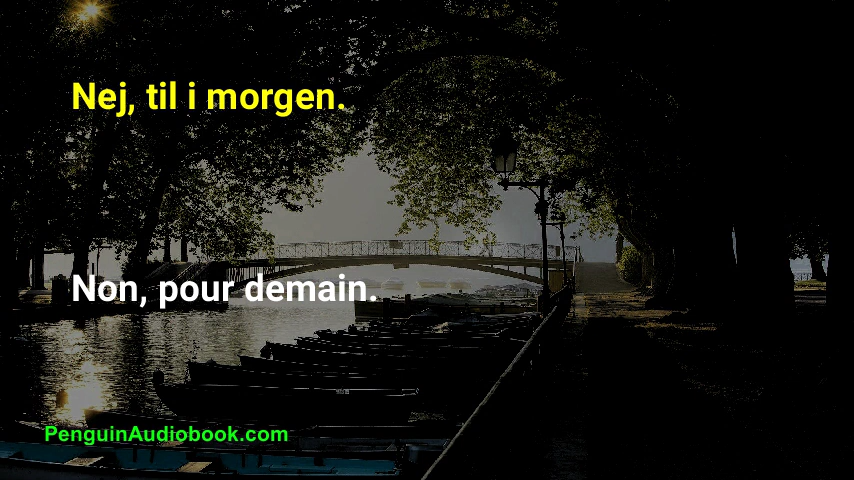 Nej, til i morgen.
Non, pour demain.
PenguinAudiobook.com